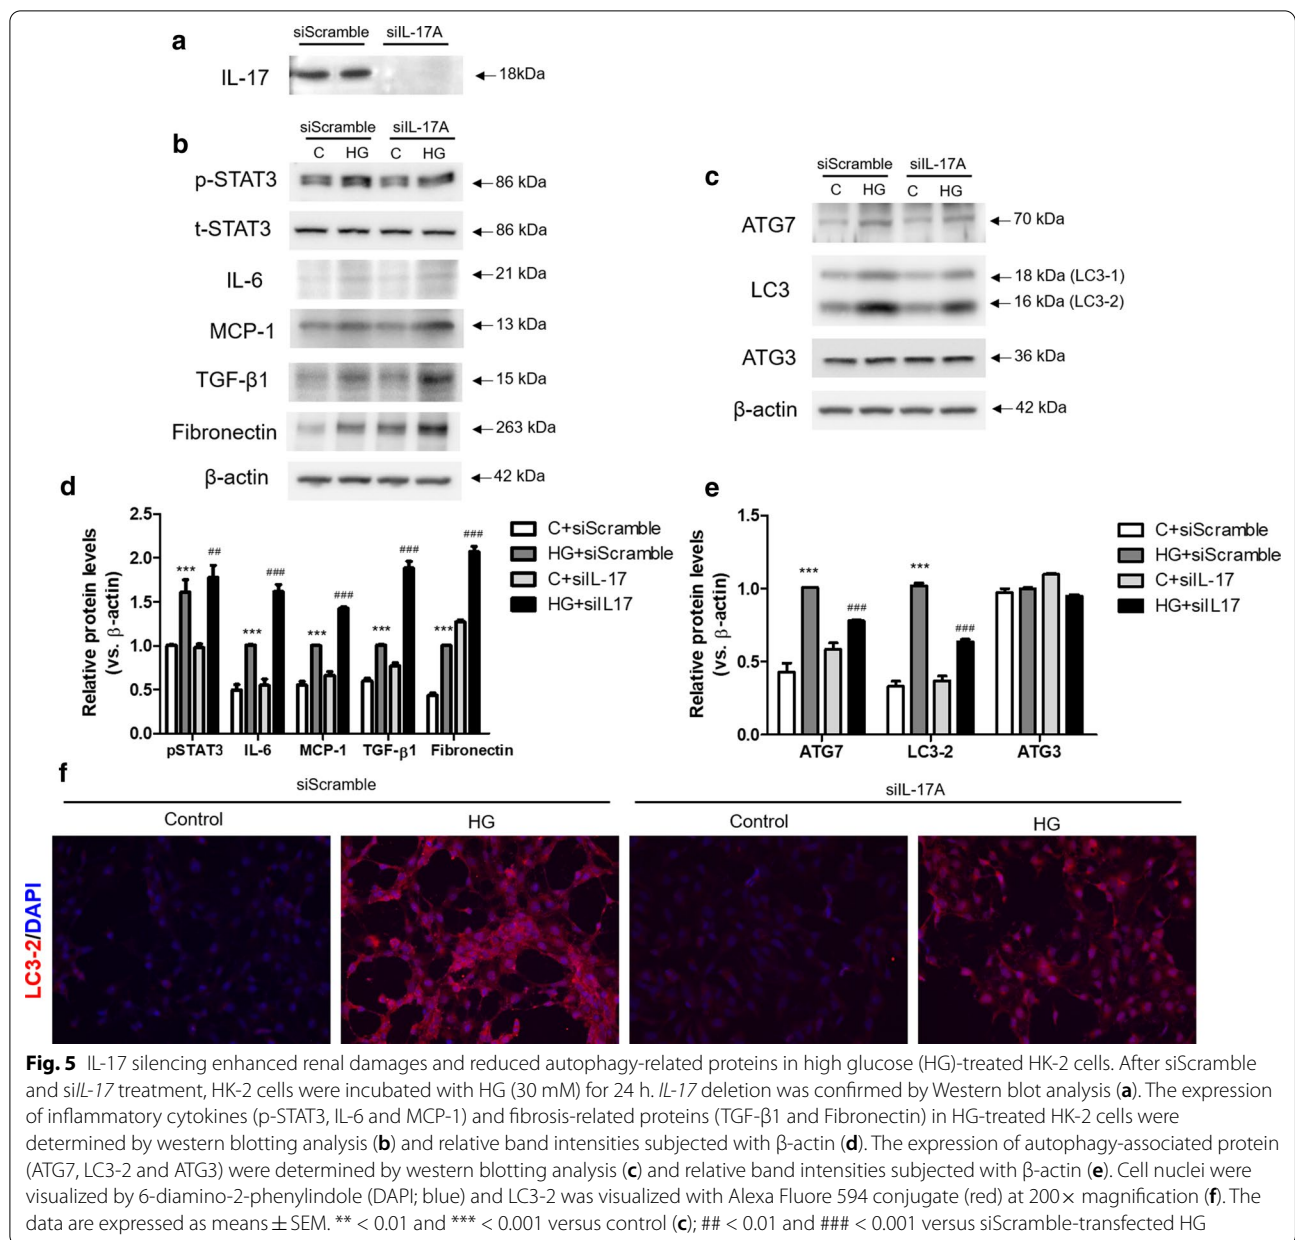 a
siScramble siIL-17A
IL-17 18kDa
b
siScramble siIL-17A
C HG C HG
p-STAT3 86 kDa
t-STAT3 86 kDa
IL-6 21 kDa
MCP-1 13 kDa
TGF-β1 15 kDa
Fibronectin 263 kDa
β-actin 42 kDa
c
siScramble siIL-17A
C HG C HG
ATG7 70 kDa
LC3 18 kDa (LC3-1)
16 kDa (LC3-2)
ATG3 36 kDa
β-actin 42 kDa
d
Relative protein levels
(vs. β-actin)
2.5
2.0
1.5
1.0
0.5
0.0
*** ## *** ### *** ### *** ### *** ###
pSTAT3 IL-6 MCP-1 TGF-β1 Fibronectin
C+siScramble
HG+siScramble
C+siIL-17
HG+siIL17
e
Relative protein levels
(vs. β-actin)
1.5
1.0
0.5
0.0
*** ### *** ###
ATG7 LC3-2 ATG3
C+siScramble
HG+siScramble
C+siIL-17
HG+siIL17
f
siScramble siIL-17A
Control HG Control HG
LC3-2/DAPI
Fig. 5 IL-17 silencing enhanced renal damages and reduced autophagy-related proteins in high glucose (HG)-treated HK-2 cells. After siScramble
and siIL-17 treatment, HK-2 cells were incubated with HG (30 mM) for 24 h. IL-17 deletion was confirmed by Western blot analysis (a). The expression
of inflammatory cytokines (p-STAT3, IL-6 and MCP-1) and fibrosis-related proteins (TGF-β1 and Fibronectin) in HG-treated HK-2 cells were
determined by western blotting analysis (b) and relative band intensities subjected with β-actin (d). The expression of autophagy-associated protein
(ATG7, LC3-2 and ATG3) were determined by western blotting analysis (c) and relative band intensities subjected with β-actin (e). Cell nuclei were
visualized by 6-diamino-2-phenylindole (DAPI; blue) and LC3-2 was visualized with Alexa Fluore 594 conjugate (red) at 200× magnification (f). The
data are expressed as means ± SEM. ** < 0.01 and *** < 0.001 versus control (c); ## < 0.01 and ### < 0.001 versus siScramble-transfected HG